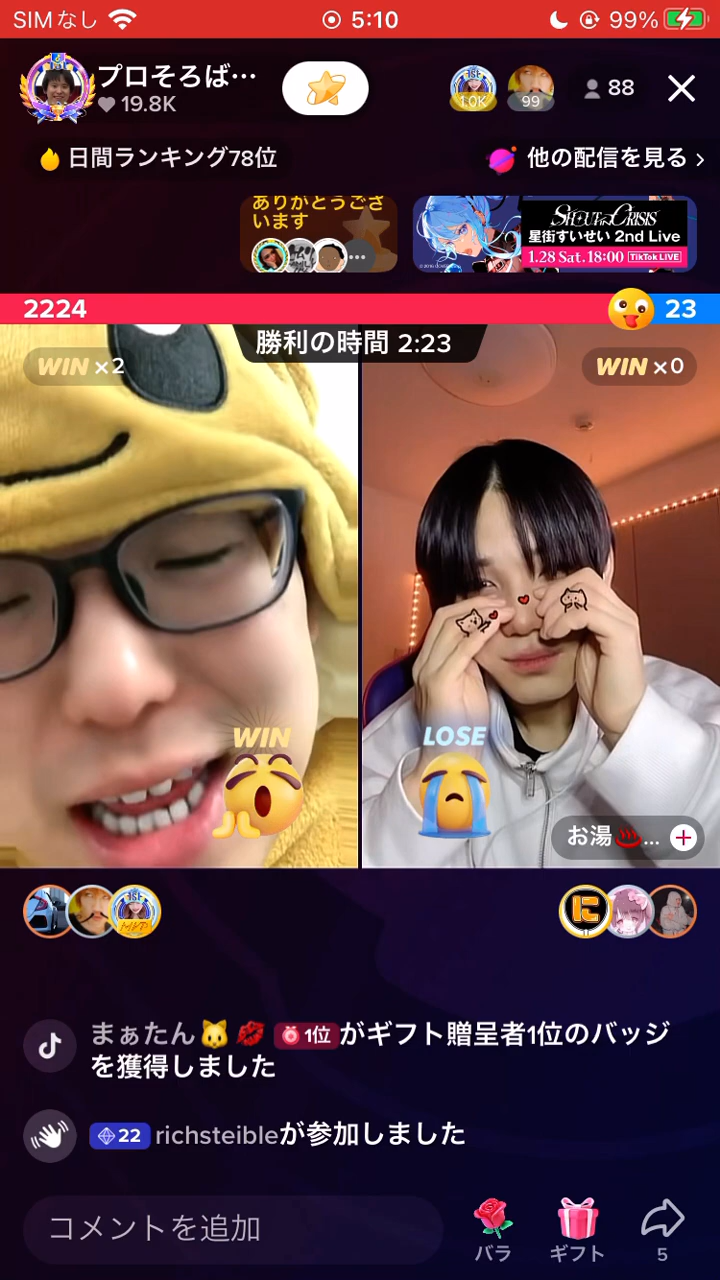 SIMなし 5:10 99%
プロそろば… 19.8K 1.0K 99 88
日間ランキング78位 他の配信を見る
ありがとうござ
います
SHOUT in CRISIS
星街すいせい 2nd Live
1.28 Sat. 18:00 TikTok LIVE
2224 23
勝利の時間 2:23
WIN ×2 WIN ×0
WIN LOSE
お湯♨️...
まぁたん🐱💋 1位がギフト贈呈者1位のバッジ
を獲得しました
22 richsteibleが参加しました
コメントを追加
バラ ギフト 5